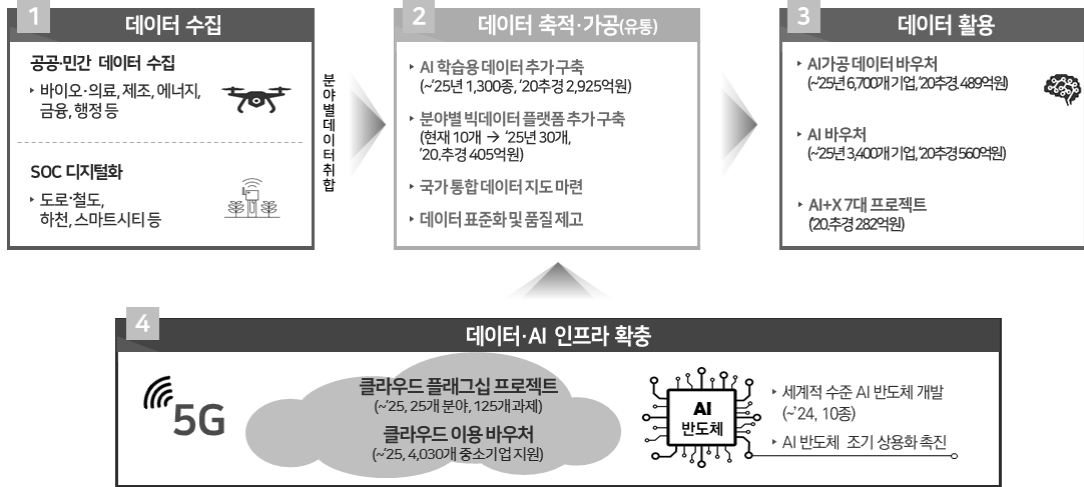 1
데이터 수집
공공·민간 데이터 수집
‣ 바이오·의료, 제조, 에너지,
금융, 행정 등
SOC 디지털화
‣ 도로·철도,
하천, 스마트시티 등
분야별데이터취합
2
데이터 축적·가공(유통)
‣ AI 학습용 데이터 추가 구축
(~'25년 1,300종, '20추경 2,925억원)
‣ 분야별 빅데이터 플랫폼 추가 구축
(현재 10개 → '25년 30개,
'20.추경 405억원)
‣ 국가 통합 데이터 지도 마련
‣ 데이터 표준화 및 품질 제고
3
데이터 활용
‣ AI가공 데이터 바우처
(~'25년 6,700개 기업, '20추경 489억원)
‣ AI 바우처
(~'25년 3,400개 기업, '20추경 560억원)
‣ AI+X 7대 프로젝트
('20.추경 282억원)
4
데이터·AI 인프라 확충
5G
클라우드 플래그십 프로젝트
(~'25, 25개 분야, 125개 과제)
클라우드 이용 바우처
(~'25, 4,030개 중소기업 지원)
AI
반도체
‣ 세계적 수준 AI 반도체 개발
(~'24, 10종)
‣ AI 반도체 조기 상용화 촉진